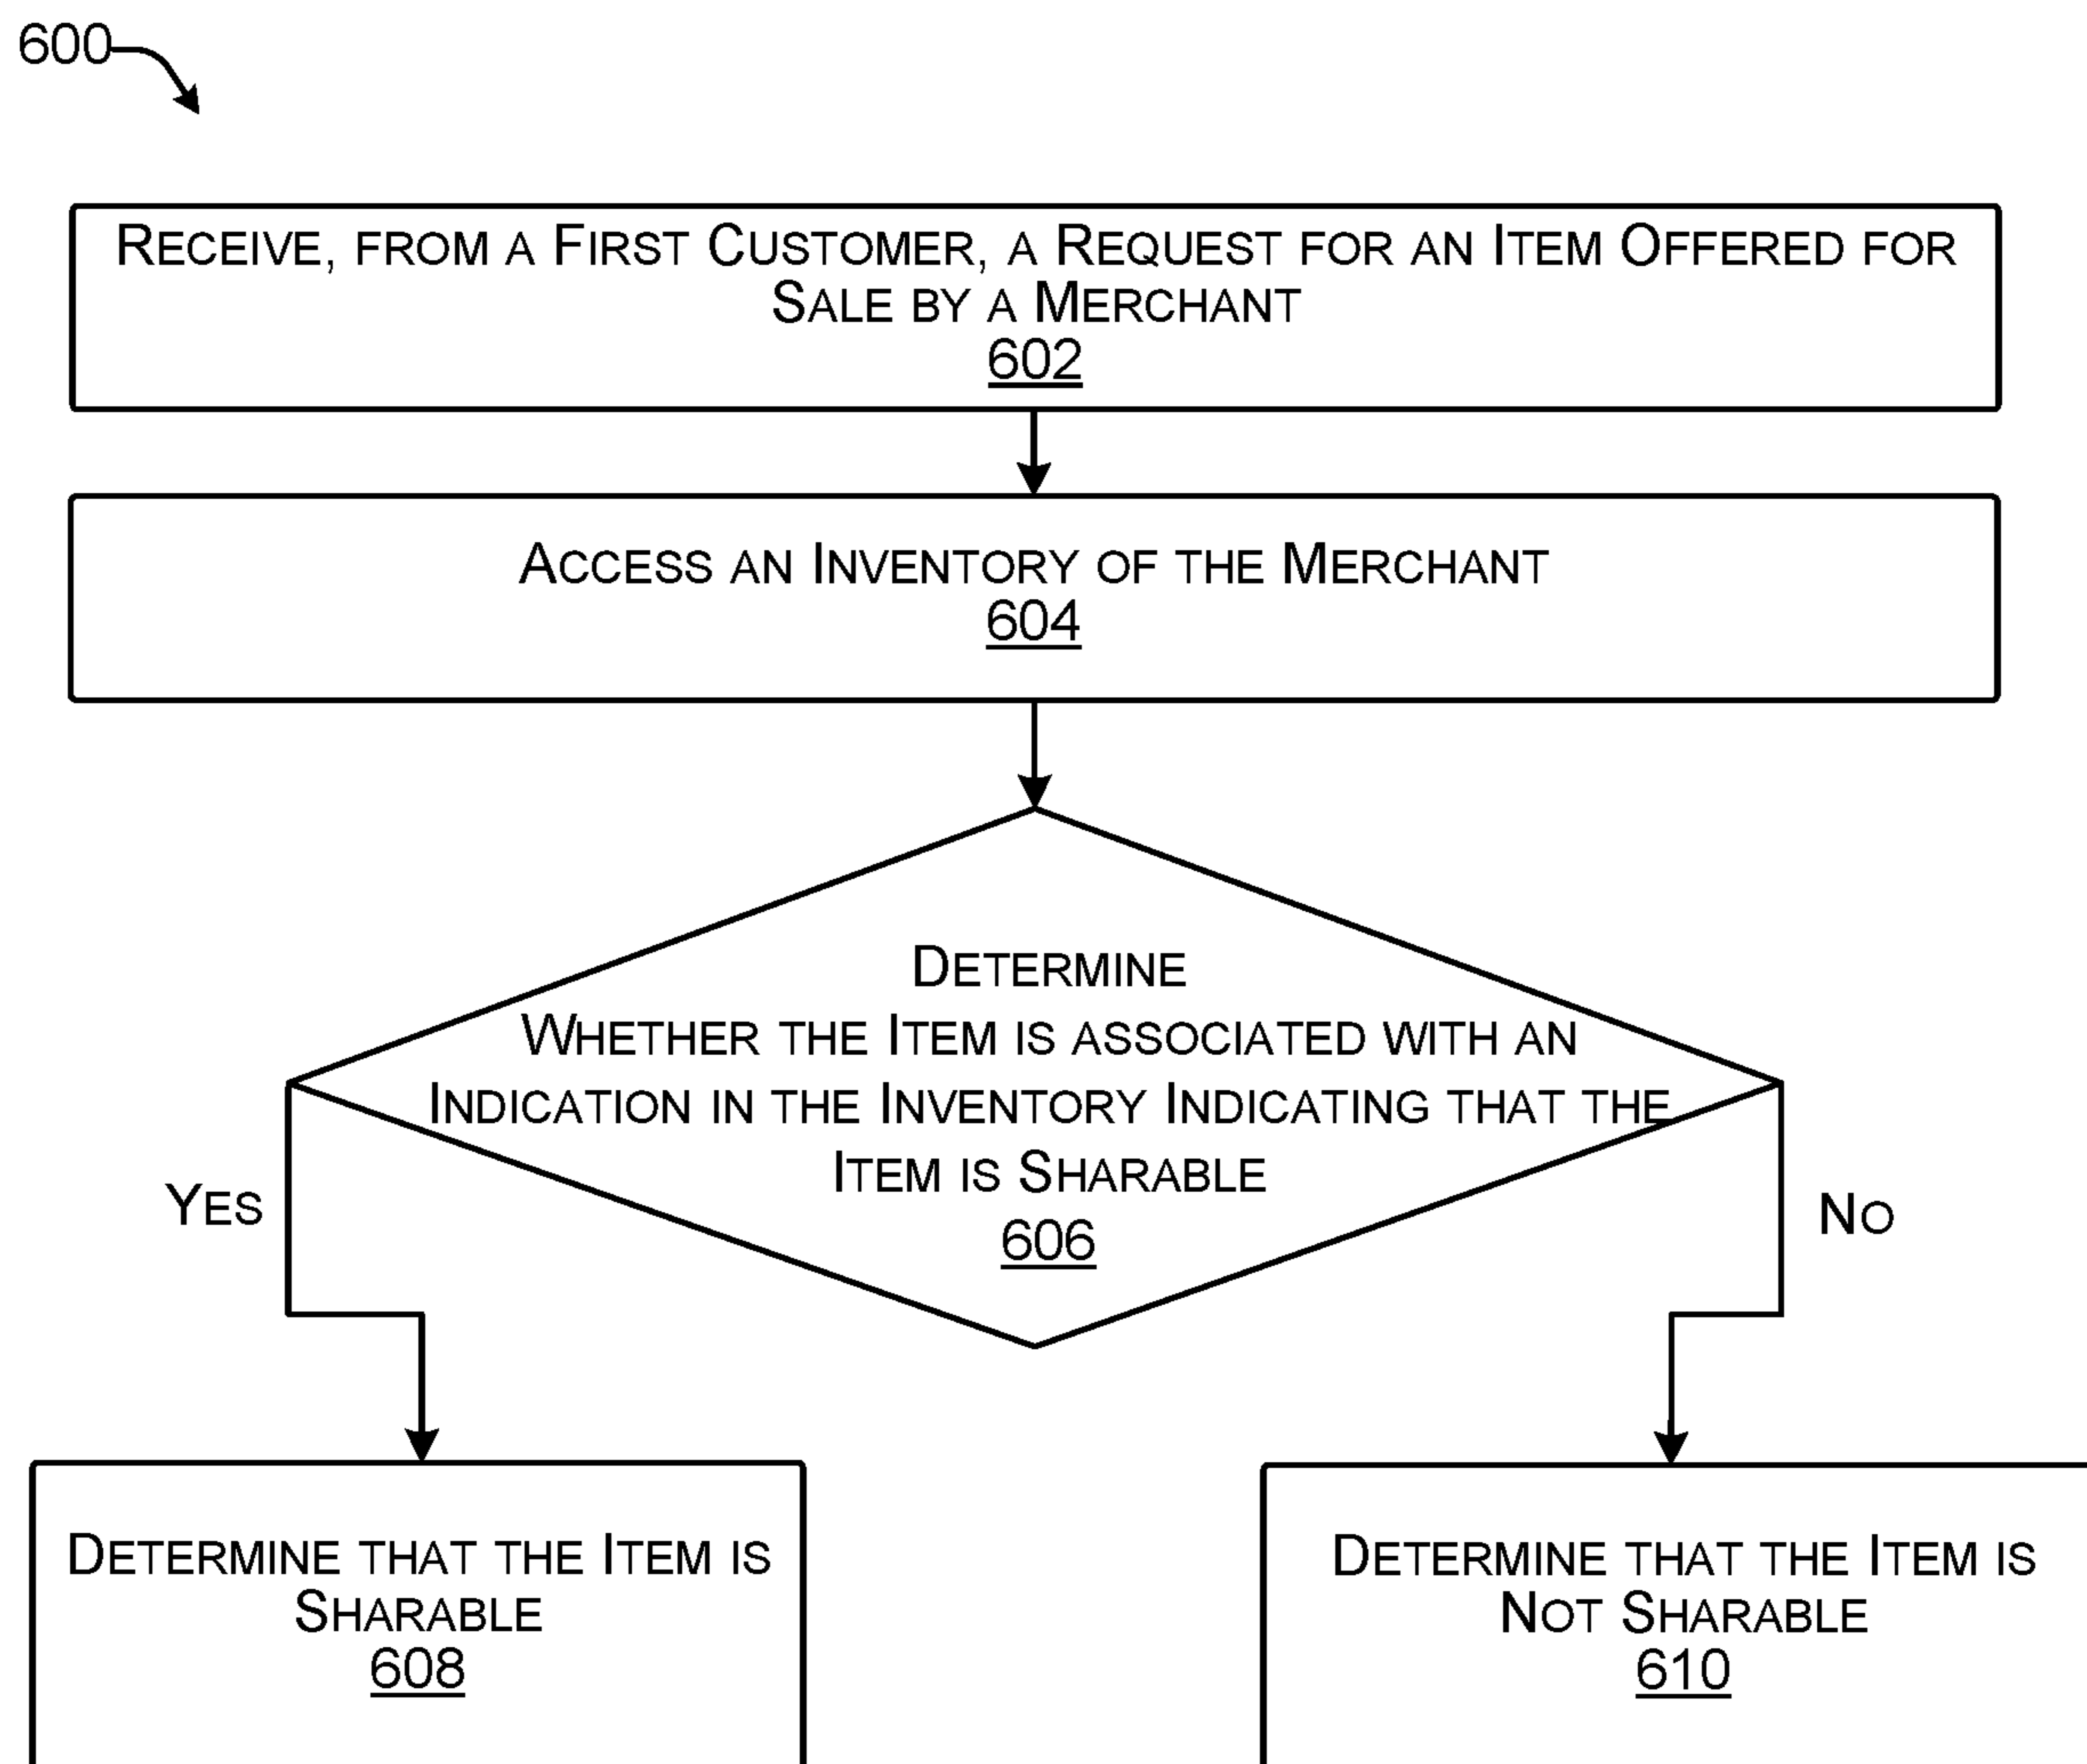 600
RECEIVE, FROM A FIRST CUSTOMER, A REQUEST FOR AN ITEM OFFERED FOR
SALE BY A MERCHANT
602
ACCESS AN INVENTORY OF THE MERCHANT
604
DETERMINE
WHETHER THE ITEM IS ASSOCIATED WITH AN
INDICATION IN THE INVENTORY INDICATING THAT THE
ITEM IS SHARABLE
606
YES
NO
DETERMINE THAT THE ITEM IS
SHARABLE
608
DETERMINE THAT THE ITEM IS
NOT SHARABLE
610